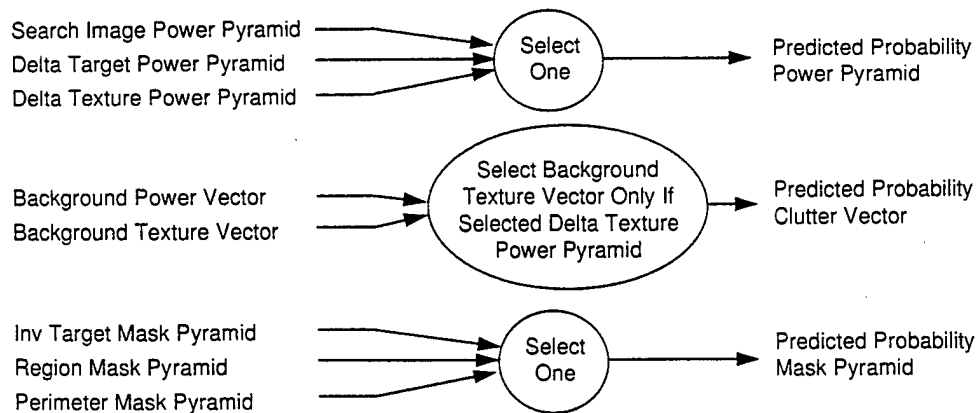 Search Image Power Pyramid
Delta Target Power Pyramid
Delta Texture Power Pyramid
Select
One
Predicted Probability
Power Pyramid
Background Power Vector
Background Texture Vector
Select Background
Texture Vector Only If
Selected Delta Texture
Power Pyramid
Predicted Probability
Clutter Vector
Inv Target Mask Pyramid
Region Mask Pyramid
Perimeter Mask Pyramid
Select
One
Predicted Probability
Mask Pyramid